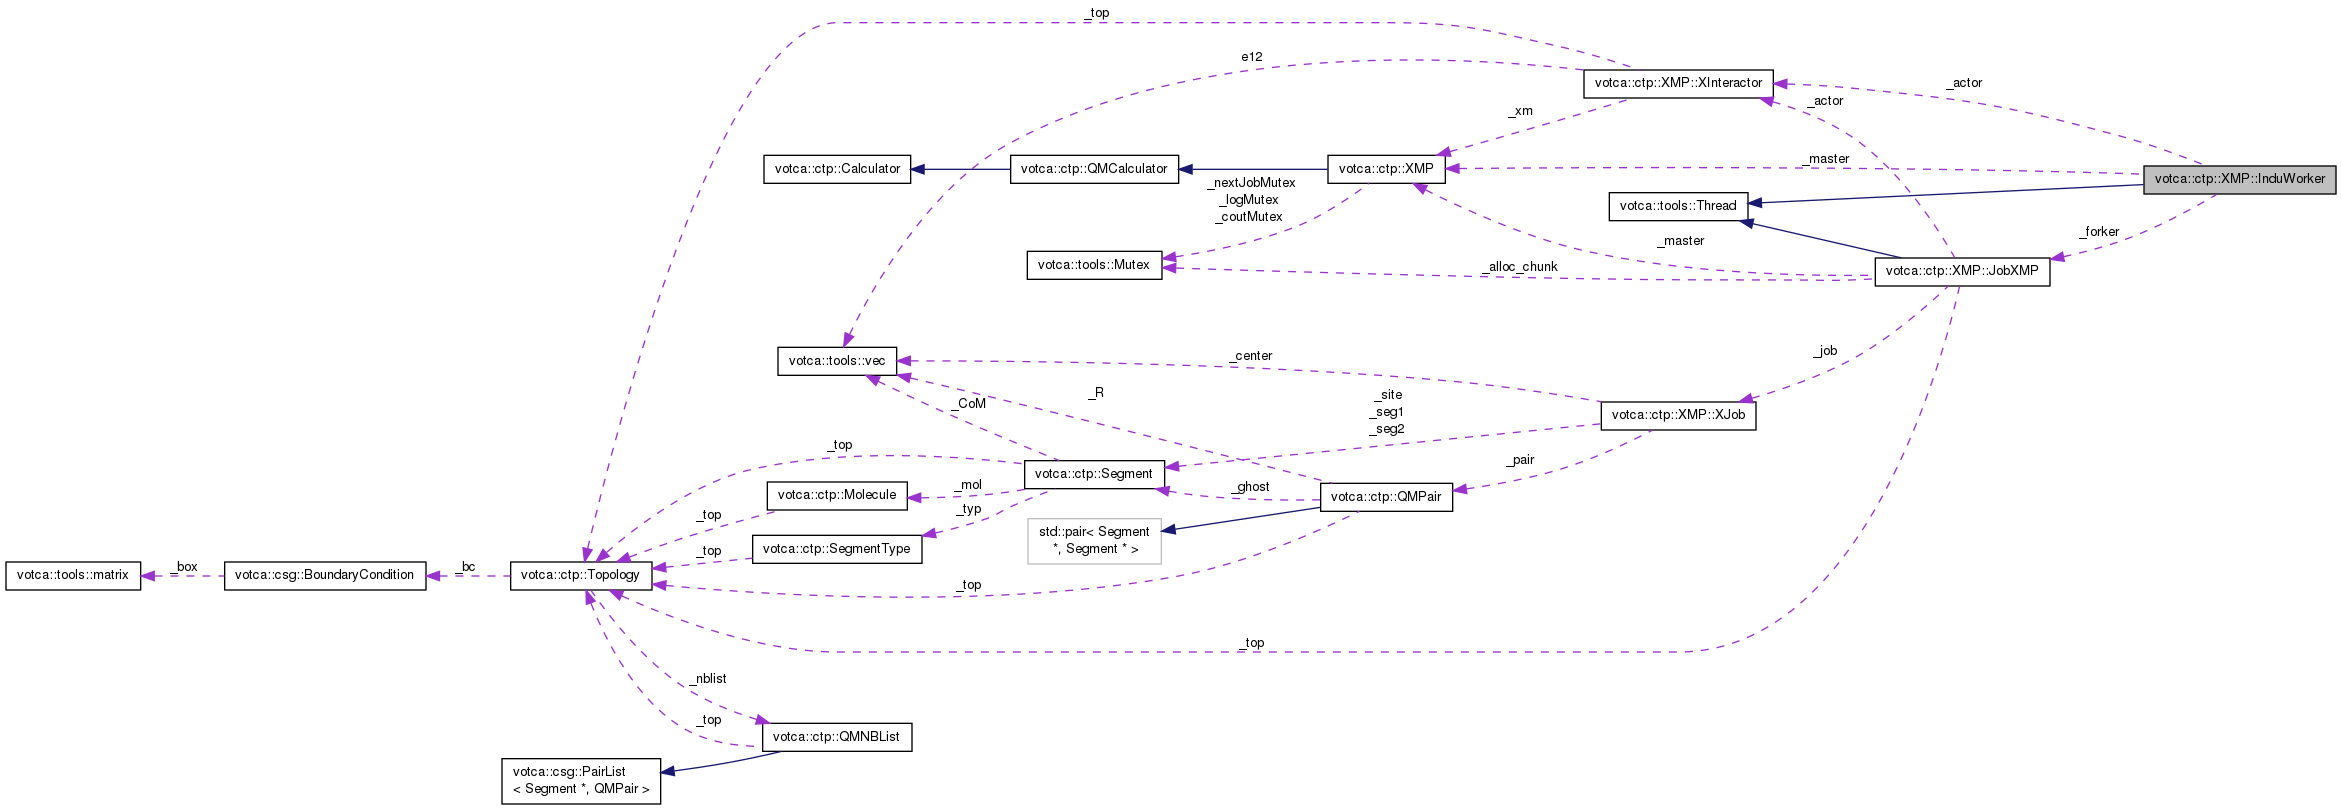 _top
e12
votca::ctp::XMP::XInteractor
_actor
_actor
_xm
votca::ctp::Calculator
votca::ctp::QMCalculator
votca::ctp::XMP
_master
votca::ctp::XMP::InduWorker
_nextJobMutex
_logMutex
_coutMutex
votca::tools::Thread
_forker
_master
votca::tools::Mutex
_alloc_chunk
votca::ctp::XMP::JobXMP
votca::tools::vec
_center
_job
_R
_CoM
_site
_seg1
_seg2
votca::ctp::XMP::XJob
_top
votca::ctp::Segment
_pair
_mol
_ghost
votca::ctp::Molecule
votca::ctp::QMPair
_typ
_top
std::pair< Segment
*, Segment * >
votca::ctp::SegmentType
_top
votca::tools::matrix
_box
votca::csg::BoundaryCondition
_bc
votca::ctp::Topology
_top
_top
_nblist
_top
votca::ctp::QMNBList
votca::csg::PairList
< Segment *, QMPair >